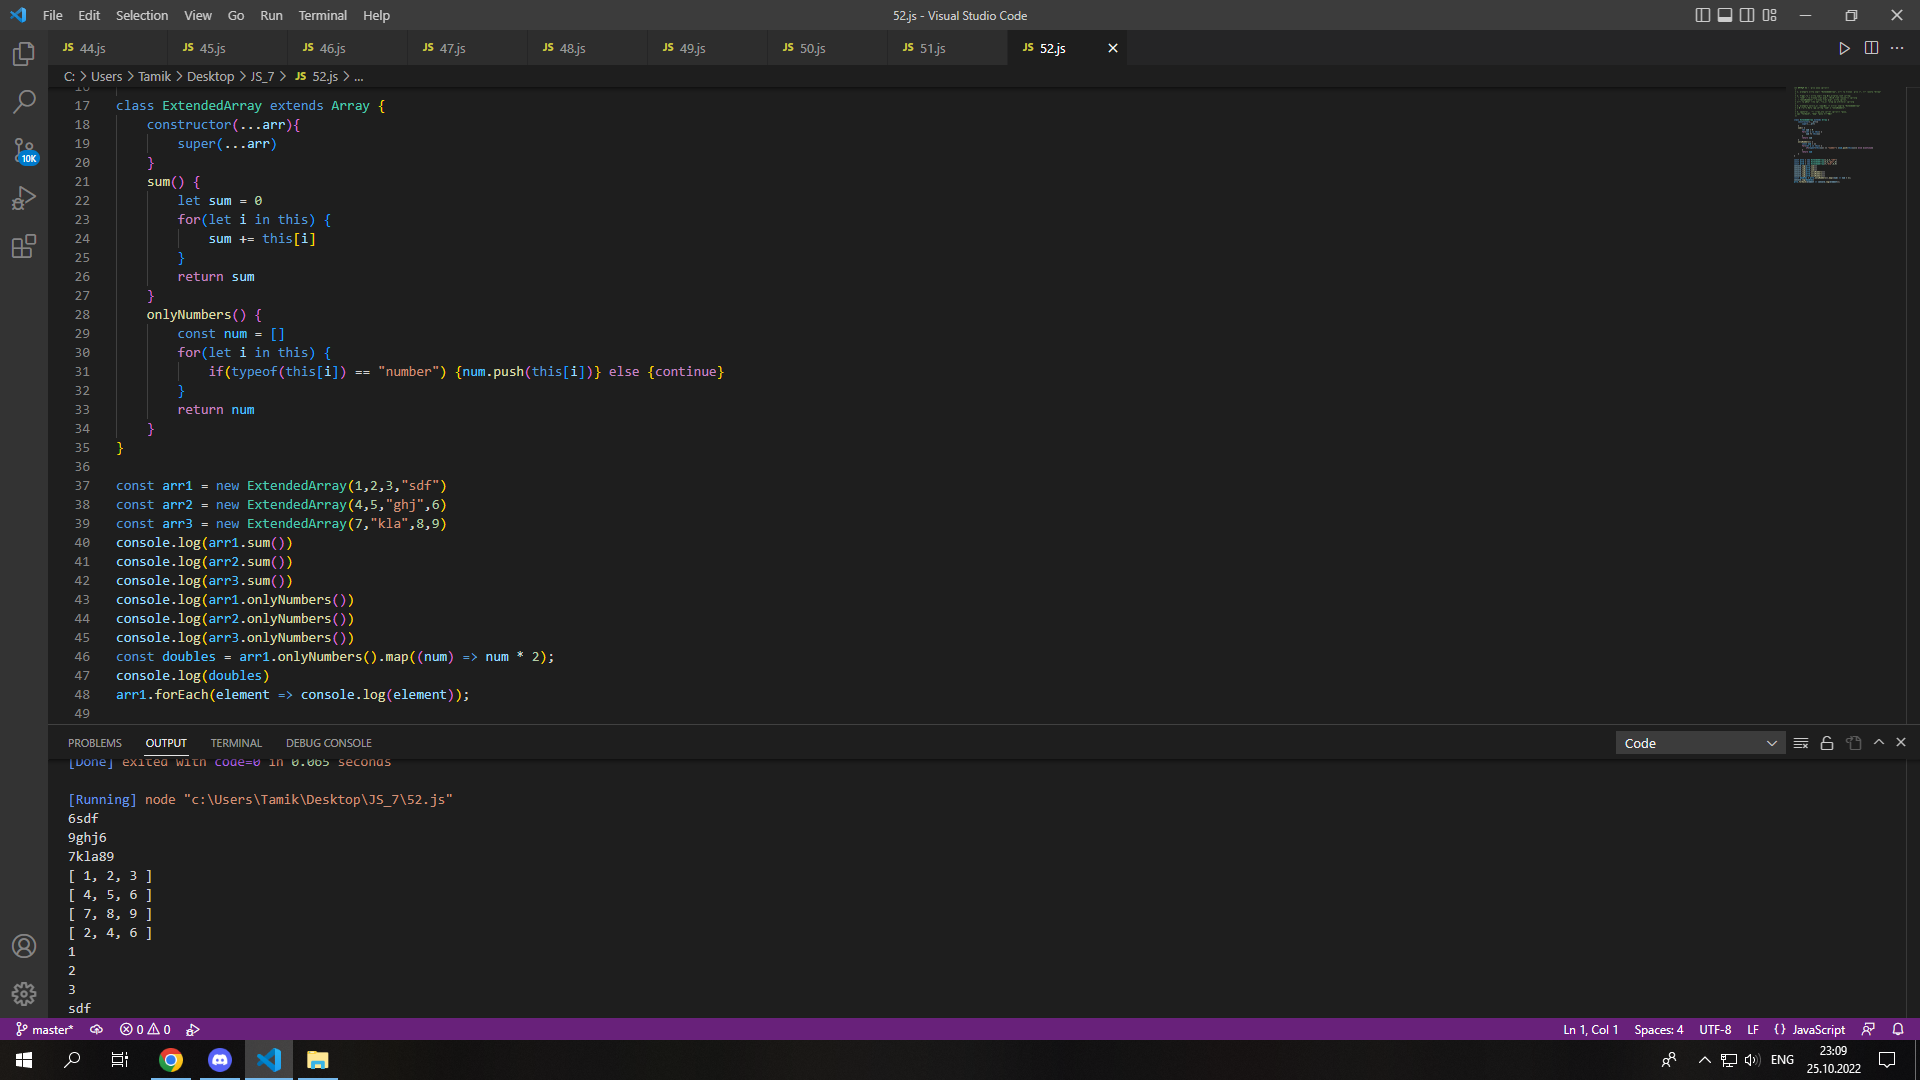 File Edit Selection View Go Run Terminal Help
52.js - Visual Studio Code
JS 44.js JS 45.js JS 46.js JS 47.js JS 48.js JS 49.js JS 50.js JS 51.js JS 52.js
C: > Users > Tamik > Desktop > JS_7 > JS 52.js > ...
16
17 class ExtendedArray extends Array {
18 constructor(...arr){
19 super(...arr)
20 }
21 sum() {
22 let sum = 0
23 for(let i in this) {
24 sum += this[i]
25 }
26 return sum
27 }
28 onlyNumbers() {
29 const num = []
30 for(let i in this) {
31 if(typeof(this[i]) == "number") {num.push(this[i])} else {continue}
32 }
33 return num
34 }
35 }
36
37 const arr1 = new ExtendedArray(1,2,3,"sdf")
38 const arr2 = new ExtendedArray(4,5,"ghj",6)
39 const arr3 = new ExtendedArray(7,"kla",8,9)
40 console.log(arr1.sum())
41 console.log(arr2.sum())
42 console.log(arr3.sum())
43 console.log(arr1.onlyNumbers())
44 console.log(arr2.onlyNumbers())
45 console.log(arr3.onlyNumbers())
46 const doubles = arr1.onlyNumbers().map((num) => num * 2);
47 console.log(doubles)
48 arr1.forEach(element => console.log(element));
49
10K
PROBLEMS OUTPUT TERMINAL DEBUG CONSOLE
Code
[Done] exited with code=0 in 0.065 seconds
[Running] node "c:\Users\Tamik\Desktop\JS_7\52.js"
6sdf
9ghj6
7kla89
[ 1, 2, 3 ]
[ 4, 5, 6 ]
[ 7, 8, 9 ]
[ 2, 4, 6 ]
1
2
3
sdf
master* 0 0
Ln 1, Col 1 Spaces: 4 UTF-8 LF {} JavaScript
ENG
23:09
25.10.2022